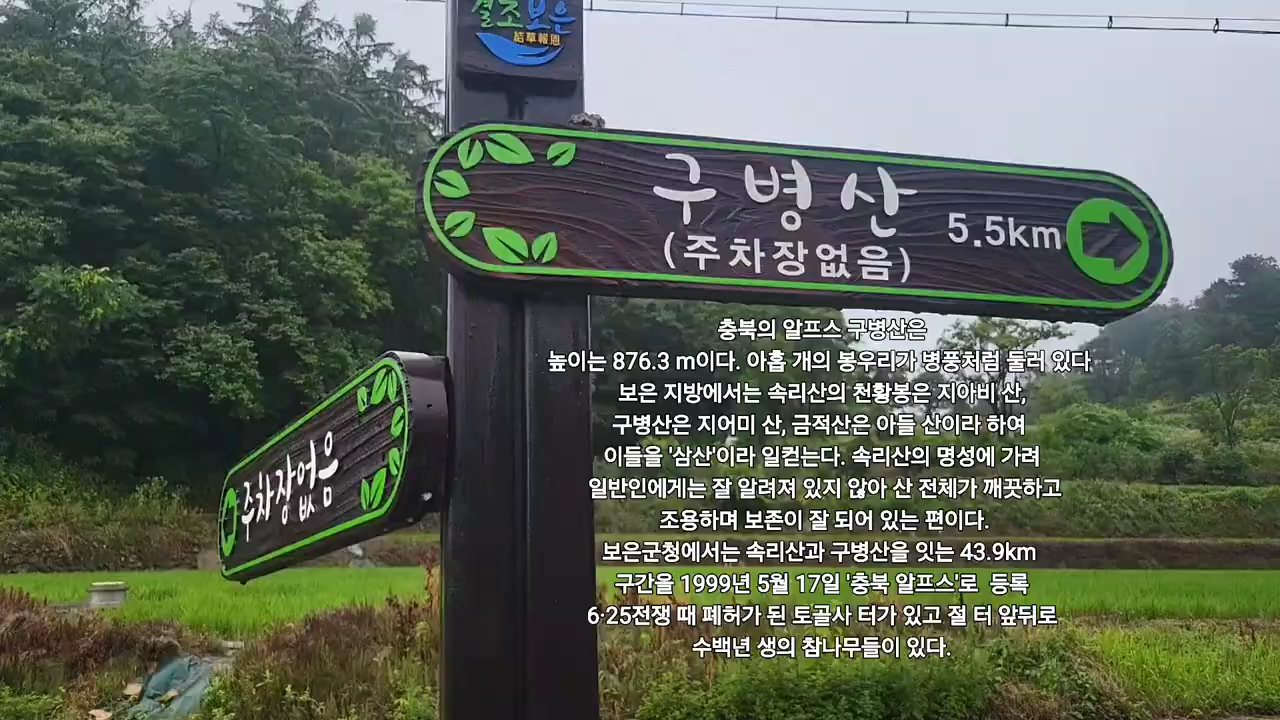 결초보은
結草報恩
구병산
(주차장없음)
5.5km
주차장없음
충북의 알프스 구병산은
높이는 876.3 m이다. 아홉 개의 봉우리가 병풍처럼 둘러 있다
보은 지방에서는 속리산의 천황봉은 지아비 산,
구병산은 지어미 산, 금적산은 아들 산이라 하여
이들을 '삼산'이라 일컫는다. 속리산의 명성에 가려
일반인에게는 잘 알려져 있지 않아 산 전체가 깨끗하고
조용하며 보존이 잘 되어 있는 편이다.
보은군청에서는 속리산과 구병산을 잇는 43.9km
구간을 1999년 5월 17일 '충북 알프스'로 등록
6·25전쟁 때 폐허가 된 토골사 터가 있고 절 터 앞뒤로
수백년 생의 참나무들이 있다.